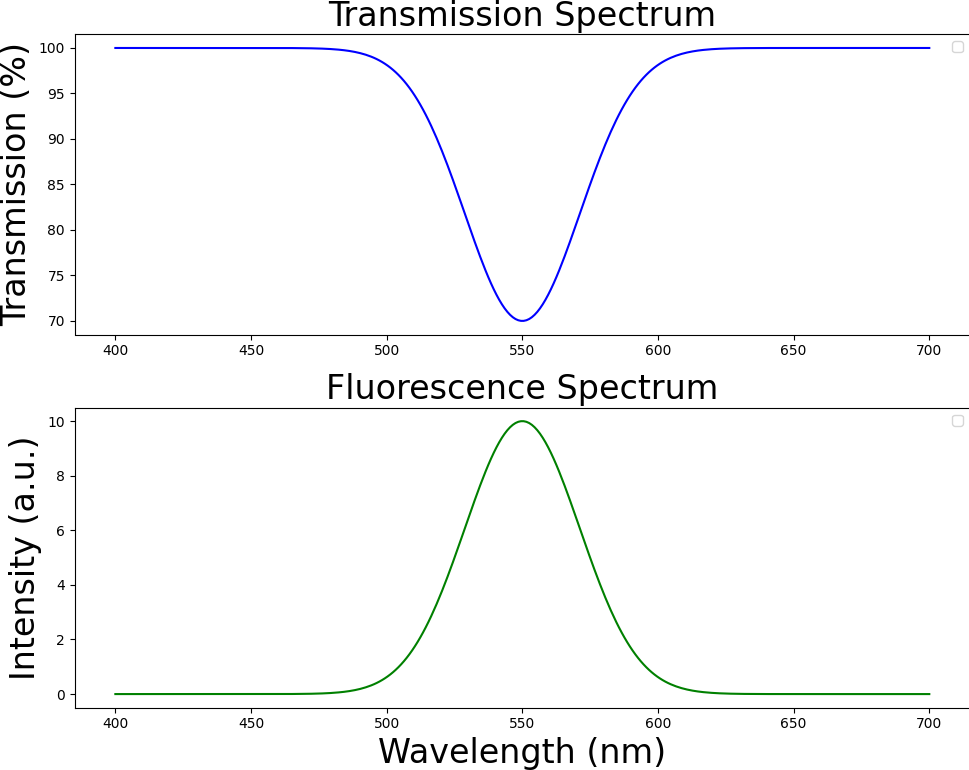 Transmission Spectrum
Transmission (%)
100
95
90
85
80
75
70
400 450 500 550 600 650 700
Fluorescence Spectrum
Intensity (a.u.)
10
8
6
4
2
0
400 450 500 550 600 650 700
Wavelength (nm)